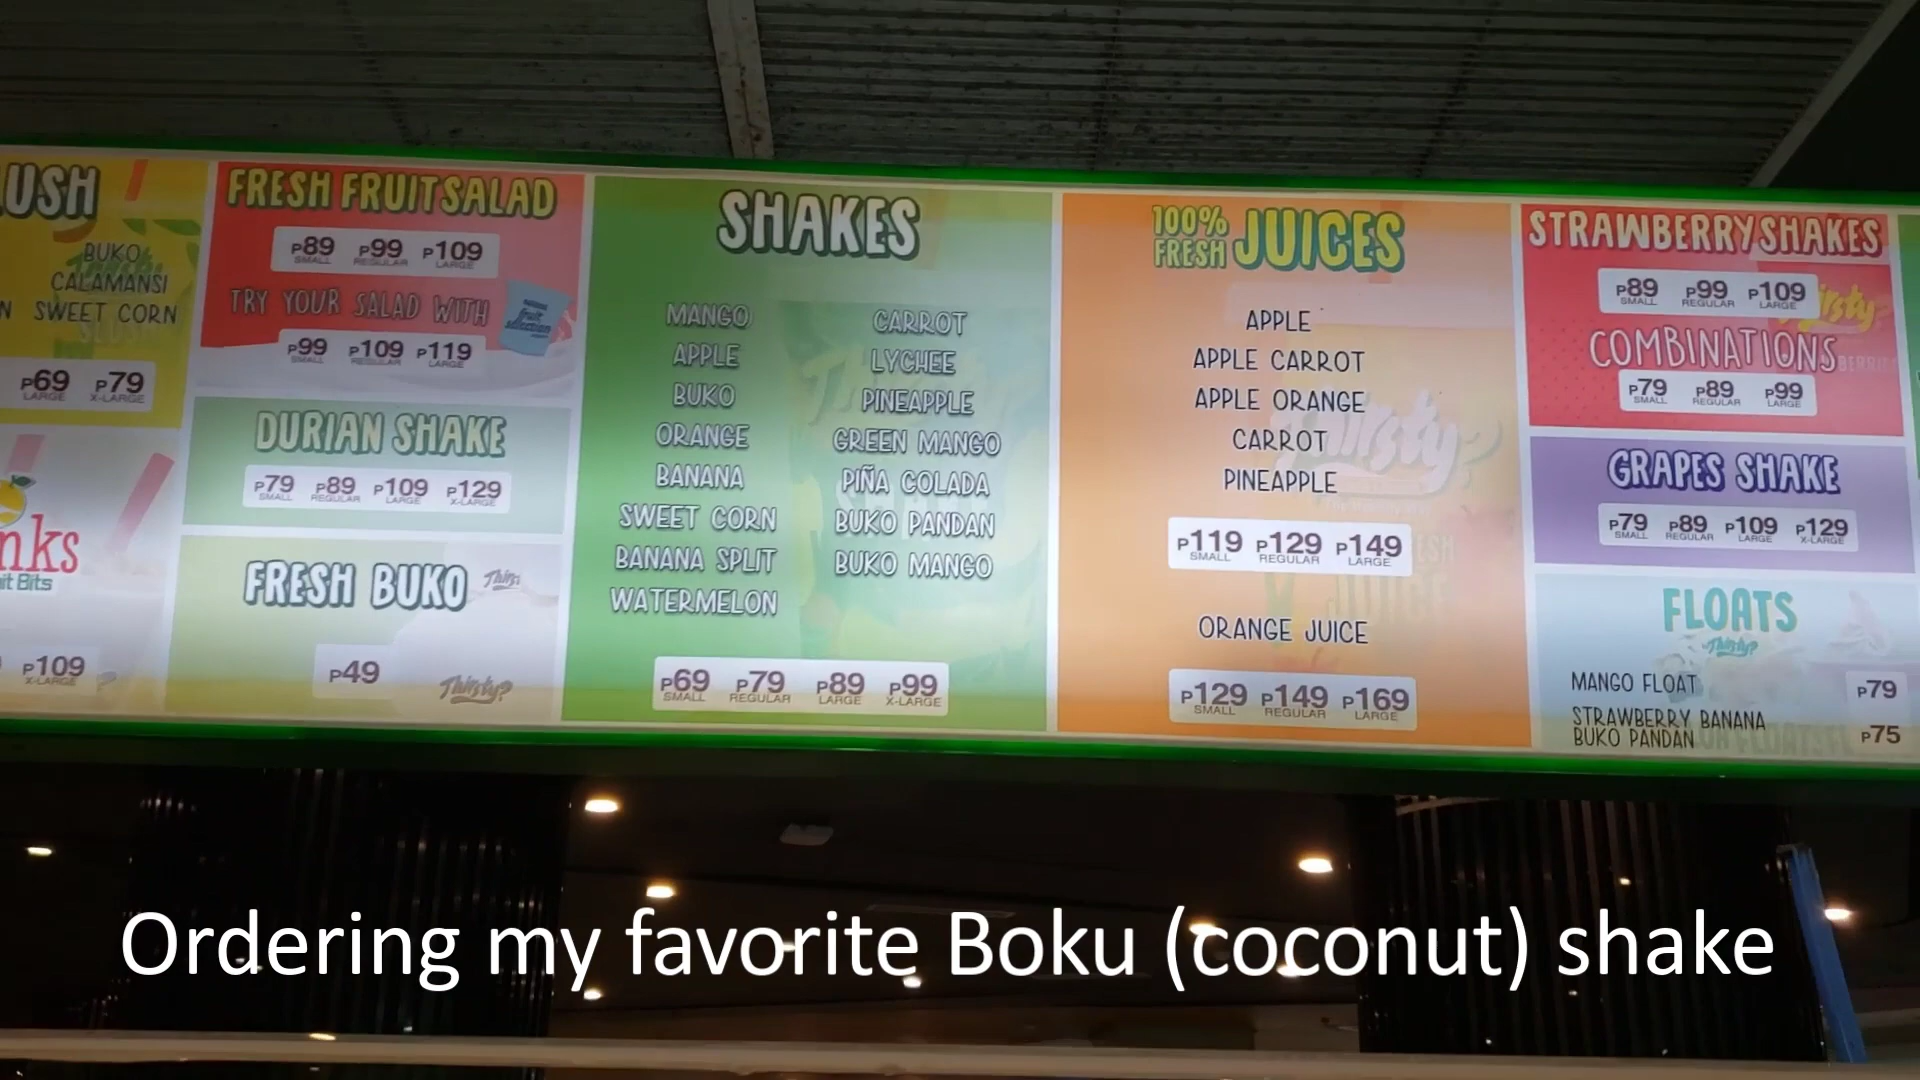 USH
BUKO
CALAMANSI
N SWEET CORN
P69 P79
LARGE X-LARGE
nks
it Bits
P109
X-LARGE
FRESH FRUIT SALAD
P89 P99 P109
SMALL REGULAR LARGE
TRY YOUR SALAD WITH
fruit
selection
P99 P109 P119
SMALL REGULAR LARGE
DURIAN SHAKE
P79 P89 P109 P129
SMALL REGULAR LARGE X-LARGE
FRESH BUKO
P49
Thirsty?
SHAKES
MANGO
APPLE
BUKO
ORANGE
BANANA
SWEET CORN
BANANA SPLIT
WATERMELON
CARROT
LYCHEE
PINEAPPLE
GREEN MANGO
PIÑA COLADA
BUKO PANDAN
BUKO MANGO
P69 P79 P89 P99
SMALL REGULAR LARGE X-LARGE
100%
FRESH JUICES
APPLE
APPLE CARROT
APPLE ORANGE
CARROT
PINEAPPLE
Thirsty?
P119 P129 P149
SMALL REGULAR LARGE
ORANGE JUICE
P129 P149 P169
SMALL REGULAR LARGE
STRAWBERRY SHAKES
P89 P99 P109
SMALL REGULAR LARGE
COMBINATIONS
P79 P89 P99
SMALL REGULAR LARGE
GRAPES SHAKE
P79 P89 P109 P129
SMALL REGULAR LARGE X-LARGE
FLOATS
Thirsty?
MANGO FLOAT P79
STRAWBERRY BANANA
BUKO PANDAN P75
Ordering my favorite Boku (coconut) shake